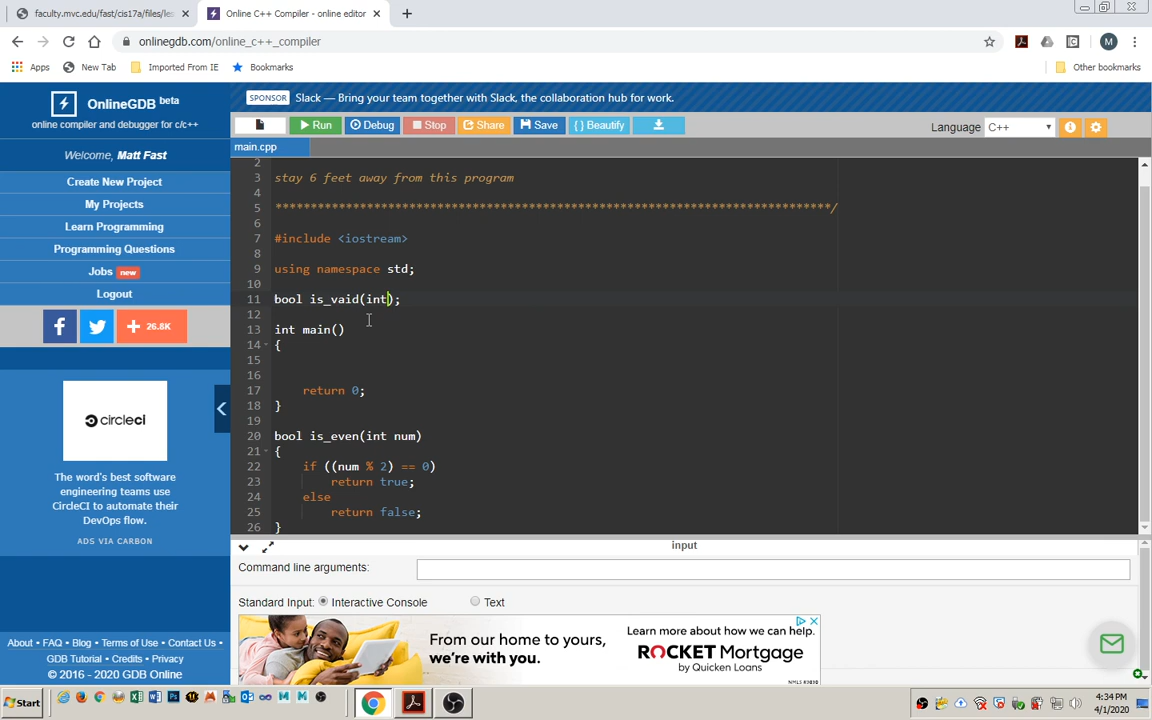 faculty.mvc.edu/fast/cis17a/files/les
Online C++ Compiler - online editor
onlinegdb.com/online_c++_compiler
M
Apps
New Tab
Imported From IE
Bookmarks
Other bookmarks
OnlineGDB beta
online compiler and debugger for c/c++
Welcome, Matt Fast
Create New Project
My Projects
Learn Programming
Programming Questions
Jobs new
Logout
f
+ 26.8K
circleci
The word's best software
engineering teams use
CircleCI to automate their
DevOps flow.
ADS VIA CARBON
About • FAQ • Blog • Terms of Use • Contact Us •
GDB Tutorial • Credits • Privacy
© 2016 - 2020 GDB Online
SPONSOR Slack — Bring your team together with Slack, the collaboration hub for work.
Run
Debug
Stop
Share
Save
{ } Beautify
Language C++
main.cpp
2
3 stay 6 feet away from this program
4
5 *******************************************************************************/
6
7 #include <iostream>
8
9 using namespace std;
10
11 bool is_vaid(int);
12
13 int main()
14 {
15
16
17 return 0;
18 }
19
20 bool is_even(int num)
21 {
22 if ((num % 2) == 0)
23 return true;
24 else
25 return false;
26 }
input
Command line arguments:
Standard Input: Interactive Console Text
From our home to yours,
we're with you.
Learn more about how we can help.
ROCKET Mortgage
by Quicken Loans
NMLS #3030
Start
4:34 PM
4/1/2020